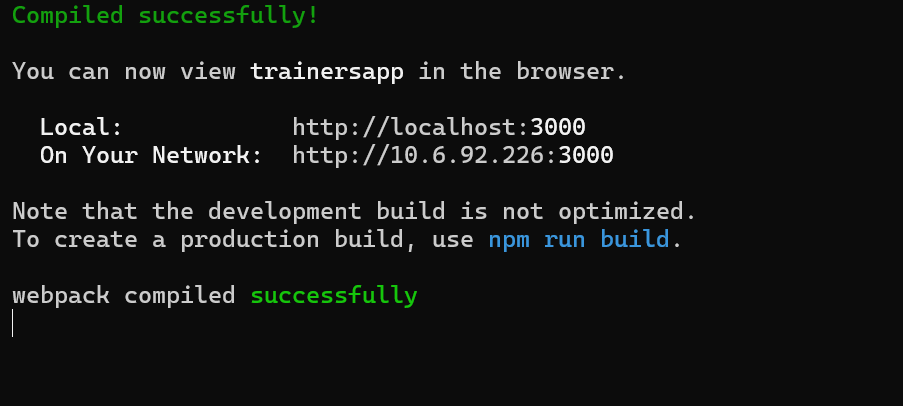 Compiled successfully!
You can now view trainersapp in the browser.
Local: http://localhost:3000
On Your Network: http://10.6.92.226:3000
Note that the development build is not optimized.
To create a production build, use npm run build.
webpack compiled successfully